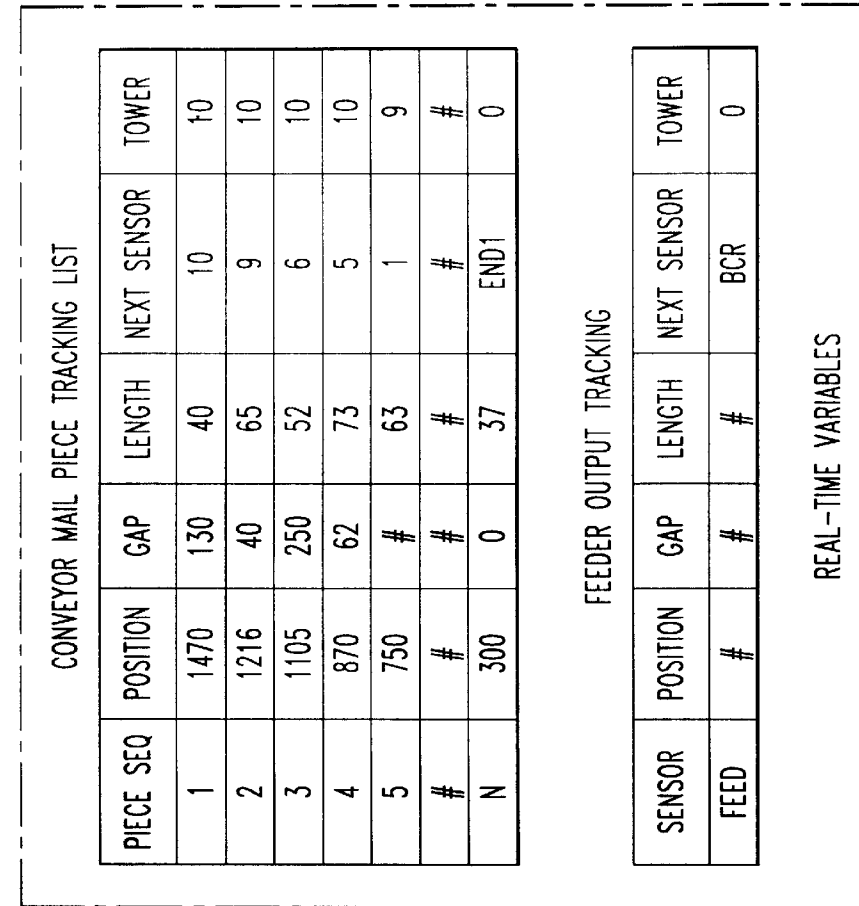 CONVEYOR MAIL PIECE TRACKING LIST
PIECE SEQ POSITION GAP LENGTH NEXT SENSOR TOWER
1 1470 130 40 10 10
2 1216 40 65 9 10
3 1105 250 52 6 10
4 870 62 73 5 10
5 750 # 63 1 9
# # # # # #
N 300 0 37 END1 0
FEEDER OUTPUT TRACKING
SENSOR POSITION GAP LENGTH NEXT SENSOR TOWER
FEED # # # BCR 0
REAL-TIME VARIABLES